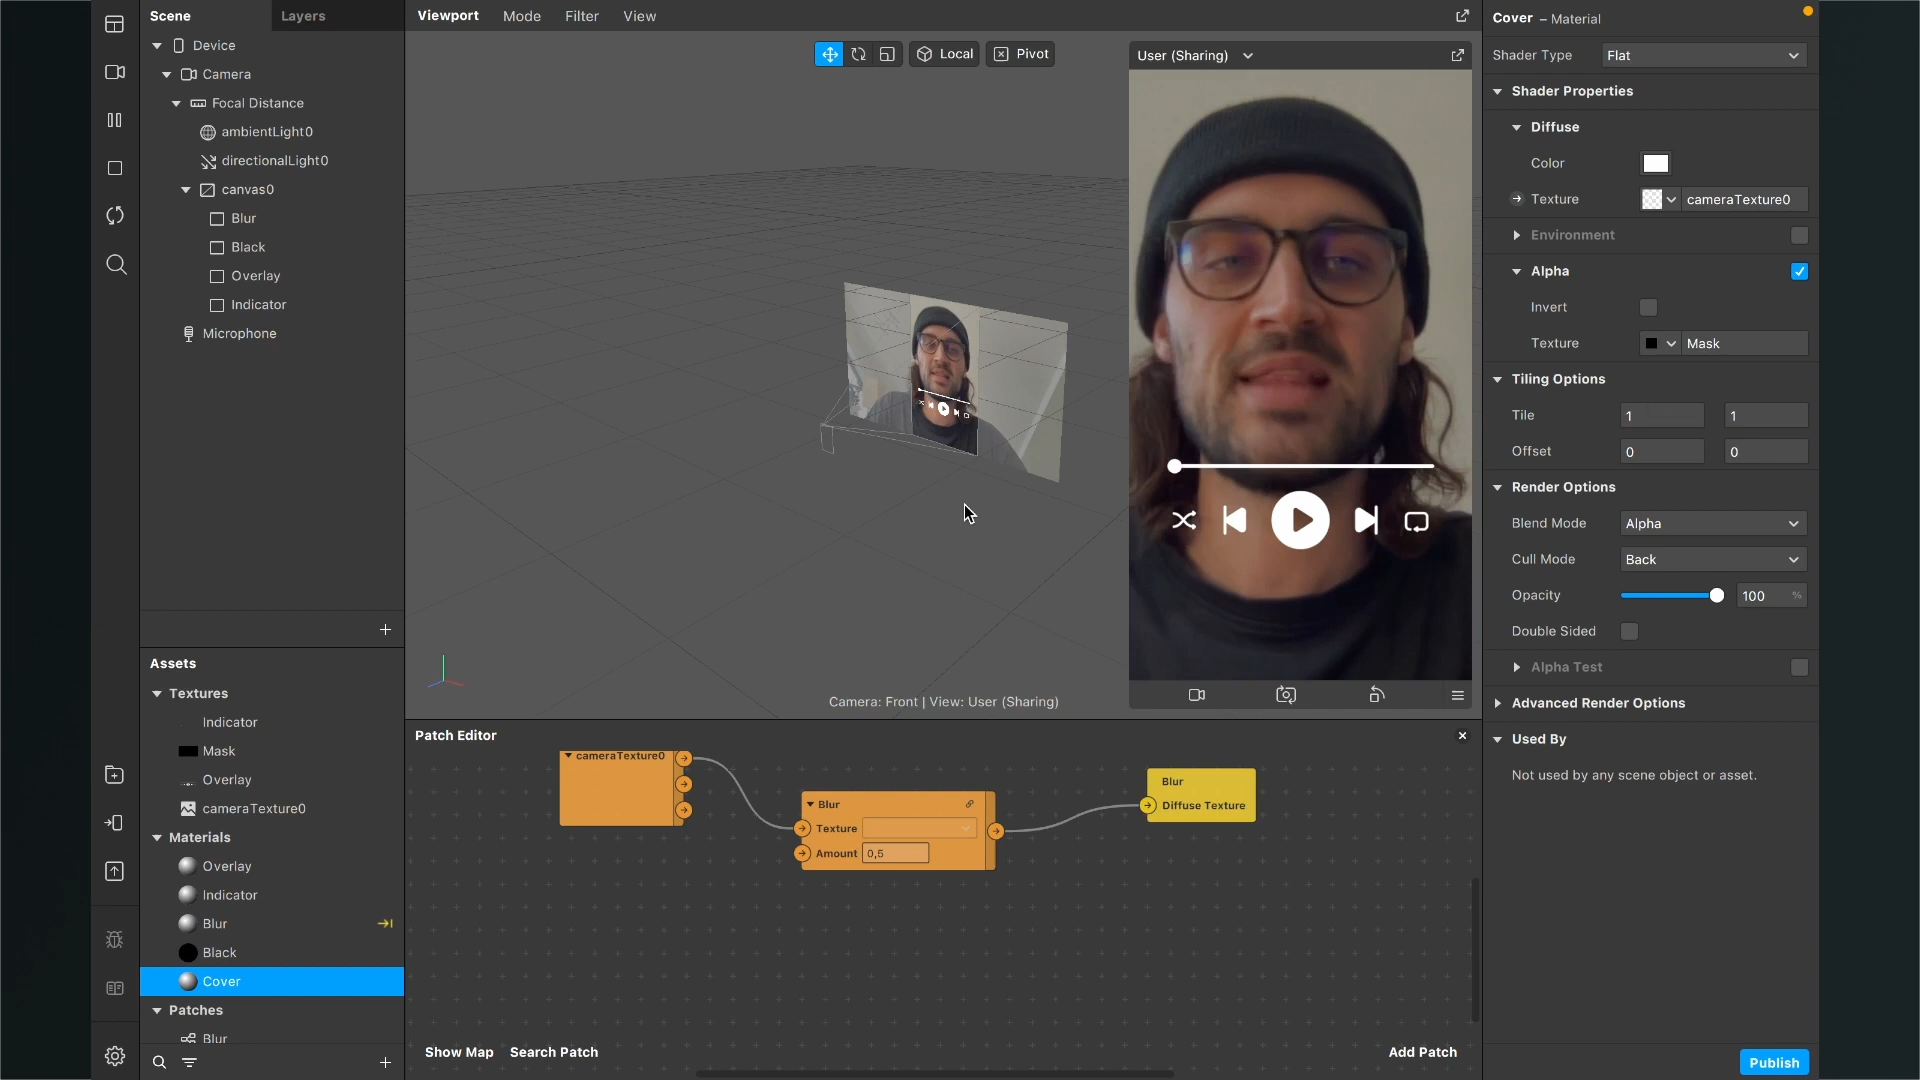 Scene
Layers
Device
Camera
Focal Distance
ambientLight0
directionalLight0
canvas0
Blur
Black
Overlay
Indicator
Microphone
Assets
Textures
Indicator
Mask
Overlay
cameraTexture0
Materials
Overlay
Indicator
Blur
Black
Cover
Patches
Blur
Viewport
Mode
Filter
View
Local
Pivot
User (Sharing)
Camera: Front | View: User (Sharing)
Patch Editor
cameraTexture0
Blur
Texture
Amount
0,5
Blur
Diffuse Texture
Show Map
Search Patch
Add Patch
Cover – Material
Shader Type
Flat
Shader Properties
Diffuse
Color
Texture
cameraTexture0
Environment
Alpha
Invert
Texture
Mask
Tiling Options
Tile
1
1
Offset
0
0
Render Options
Blend Mode
Alpha
Cull Mode
Back
Opacity
100
%
Double Sided
Alpha Test
Advanced Render Options
Used By
Not used by any scene object or asset.
Publish